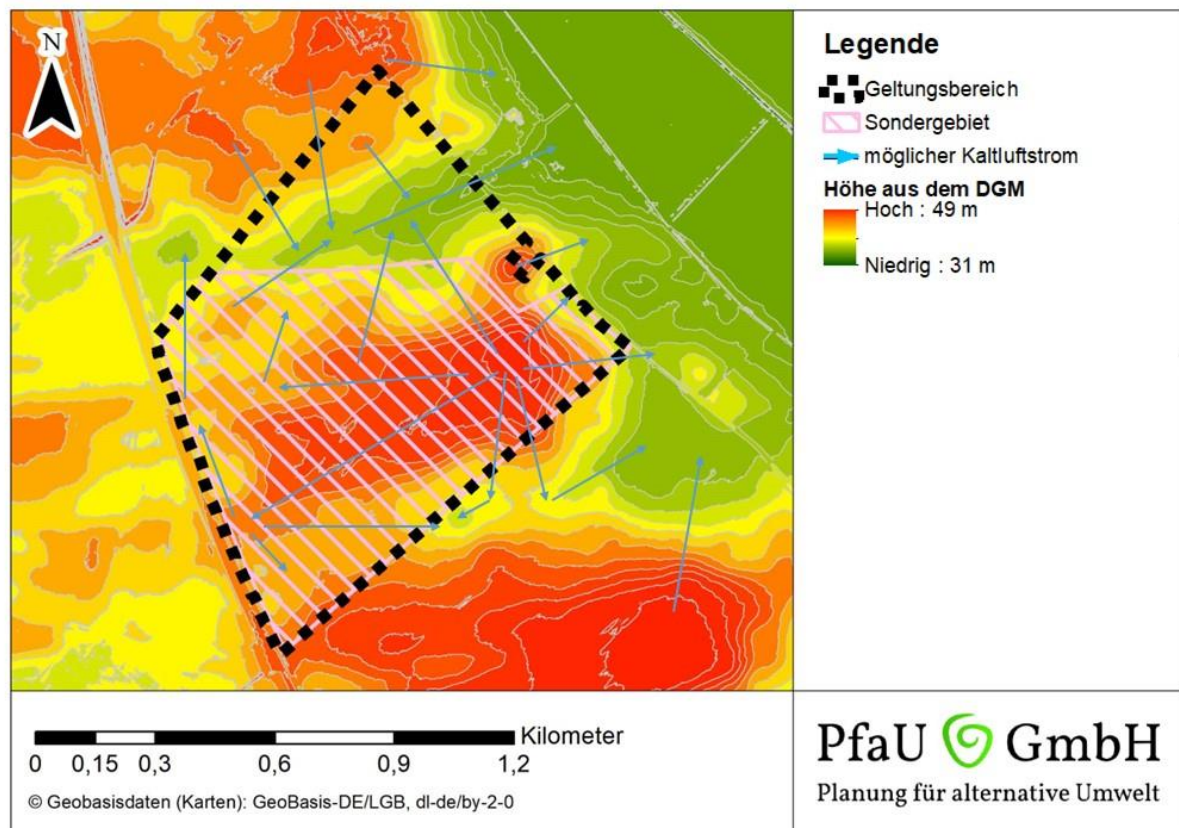 N
Legende
Geltungsbereich
Sondergebiet
möglicher Kaltluftstrom
Höhe aus dem DGM
Hoch : 49 m
Niedrig : 31 m
Kilometer
0 0,15 0,3 0,6 0,9 1,2
© Geobasisdaten (Karten): GeoBasis-DE/LGB, dl-de/by-2-0
PfaU GmbH
Planung für alternative Umwelt